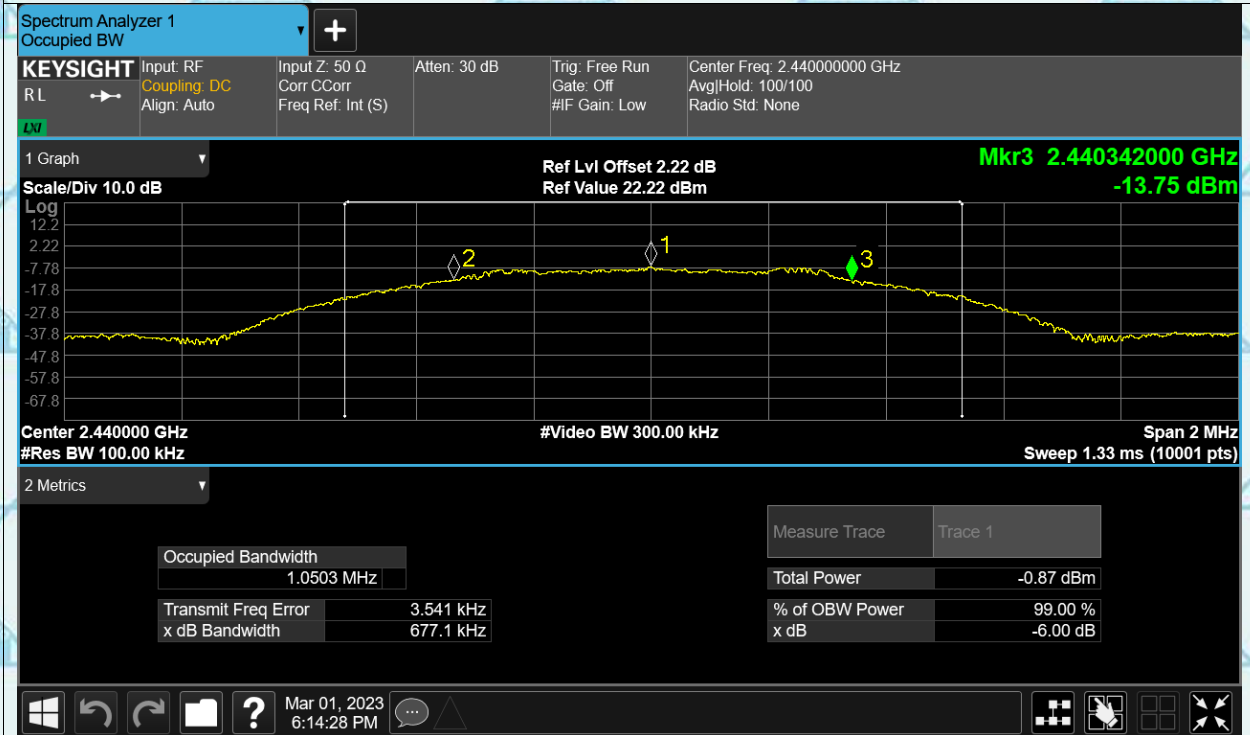 Spectrum Analyzer 1
Occupied BW
KEYSIGHT
R L
LXI
Input: RF
Coupling: DC
Align: Auto
Input Z: 50 Ω
Corr CCorr
Freq Ref: Int (S)
Atten: 30 dB
Trig: Free Run
Gate: Off
#IF Gain: Low
Center Freq: 2.440000000 GHz
Avg|Hold: 100/100
Radio Std: None
1 Graph
Scale/Div 10.0 dB
Ref Lvl Offset 2.22 dB
Ref Value 22.22 dBm
Mkr3 2.440342000 GHz
-13.75 dBm
Log
12.2
2.22
-7.78
-17.8
-27.8
-37.8
-47.8
-57.8
-67.8
2
1
3
Center 2.440000 GHz
#Res BW 100.00 kHz
#Video BW 300.00 kHz
Span 2 MHz
Sweep 1.33 ms (10001 pts)
2 Metrics
Occupied Bandwidth
1.0503 MHz
Transmit Freq Error 3.541 kHz
x dB Bandwidth 677.1 kHz
Measure Trace Trace 1
Total Power -0.87 dBm
% of OBW Power 99.00 %
x dB -6.00 dB
?
Mar 01, 2023
6:14:28 PM